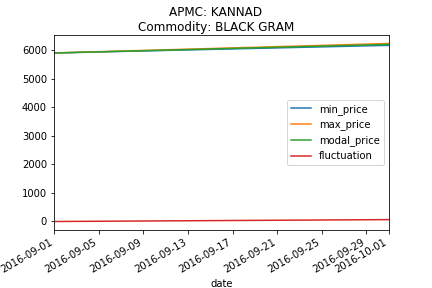 APMC: KANNAD
Commodity: BLACK GRAM
6000
5000
4000
3000
2000
1000
0
min_price
max_price
modal_price
fluctuation
2016-09-01
2016-09-05
2016-09-09
2016-09-13
2016-09-17
2016-09-21
2016-09-25
2016-09-29
2016-10-01
date